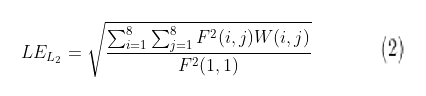 $LE_{L_2} = \sqrt{\frac{\sum_{i=1}^{8} \sum_{j=1}^{8} F^2(i,j)W(i,j)}{F^2(1,1)}}$ (2)